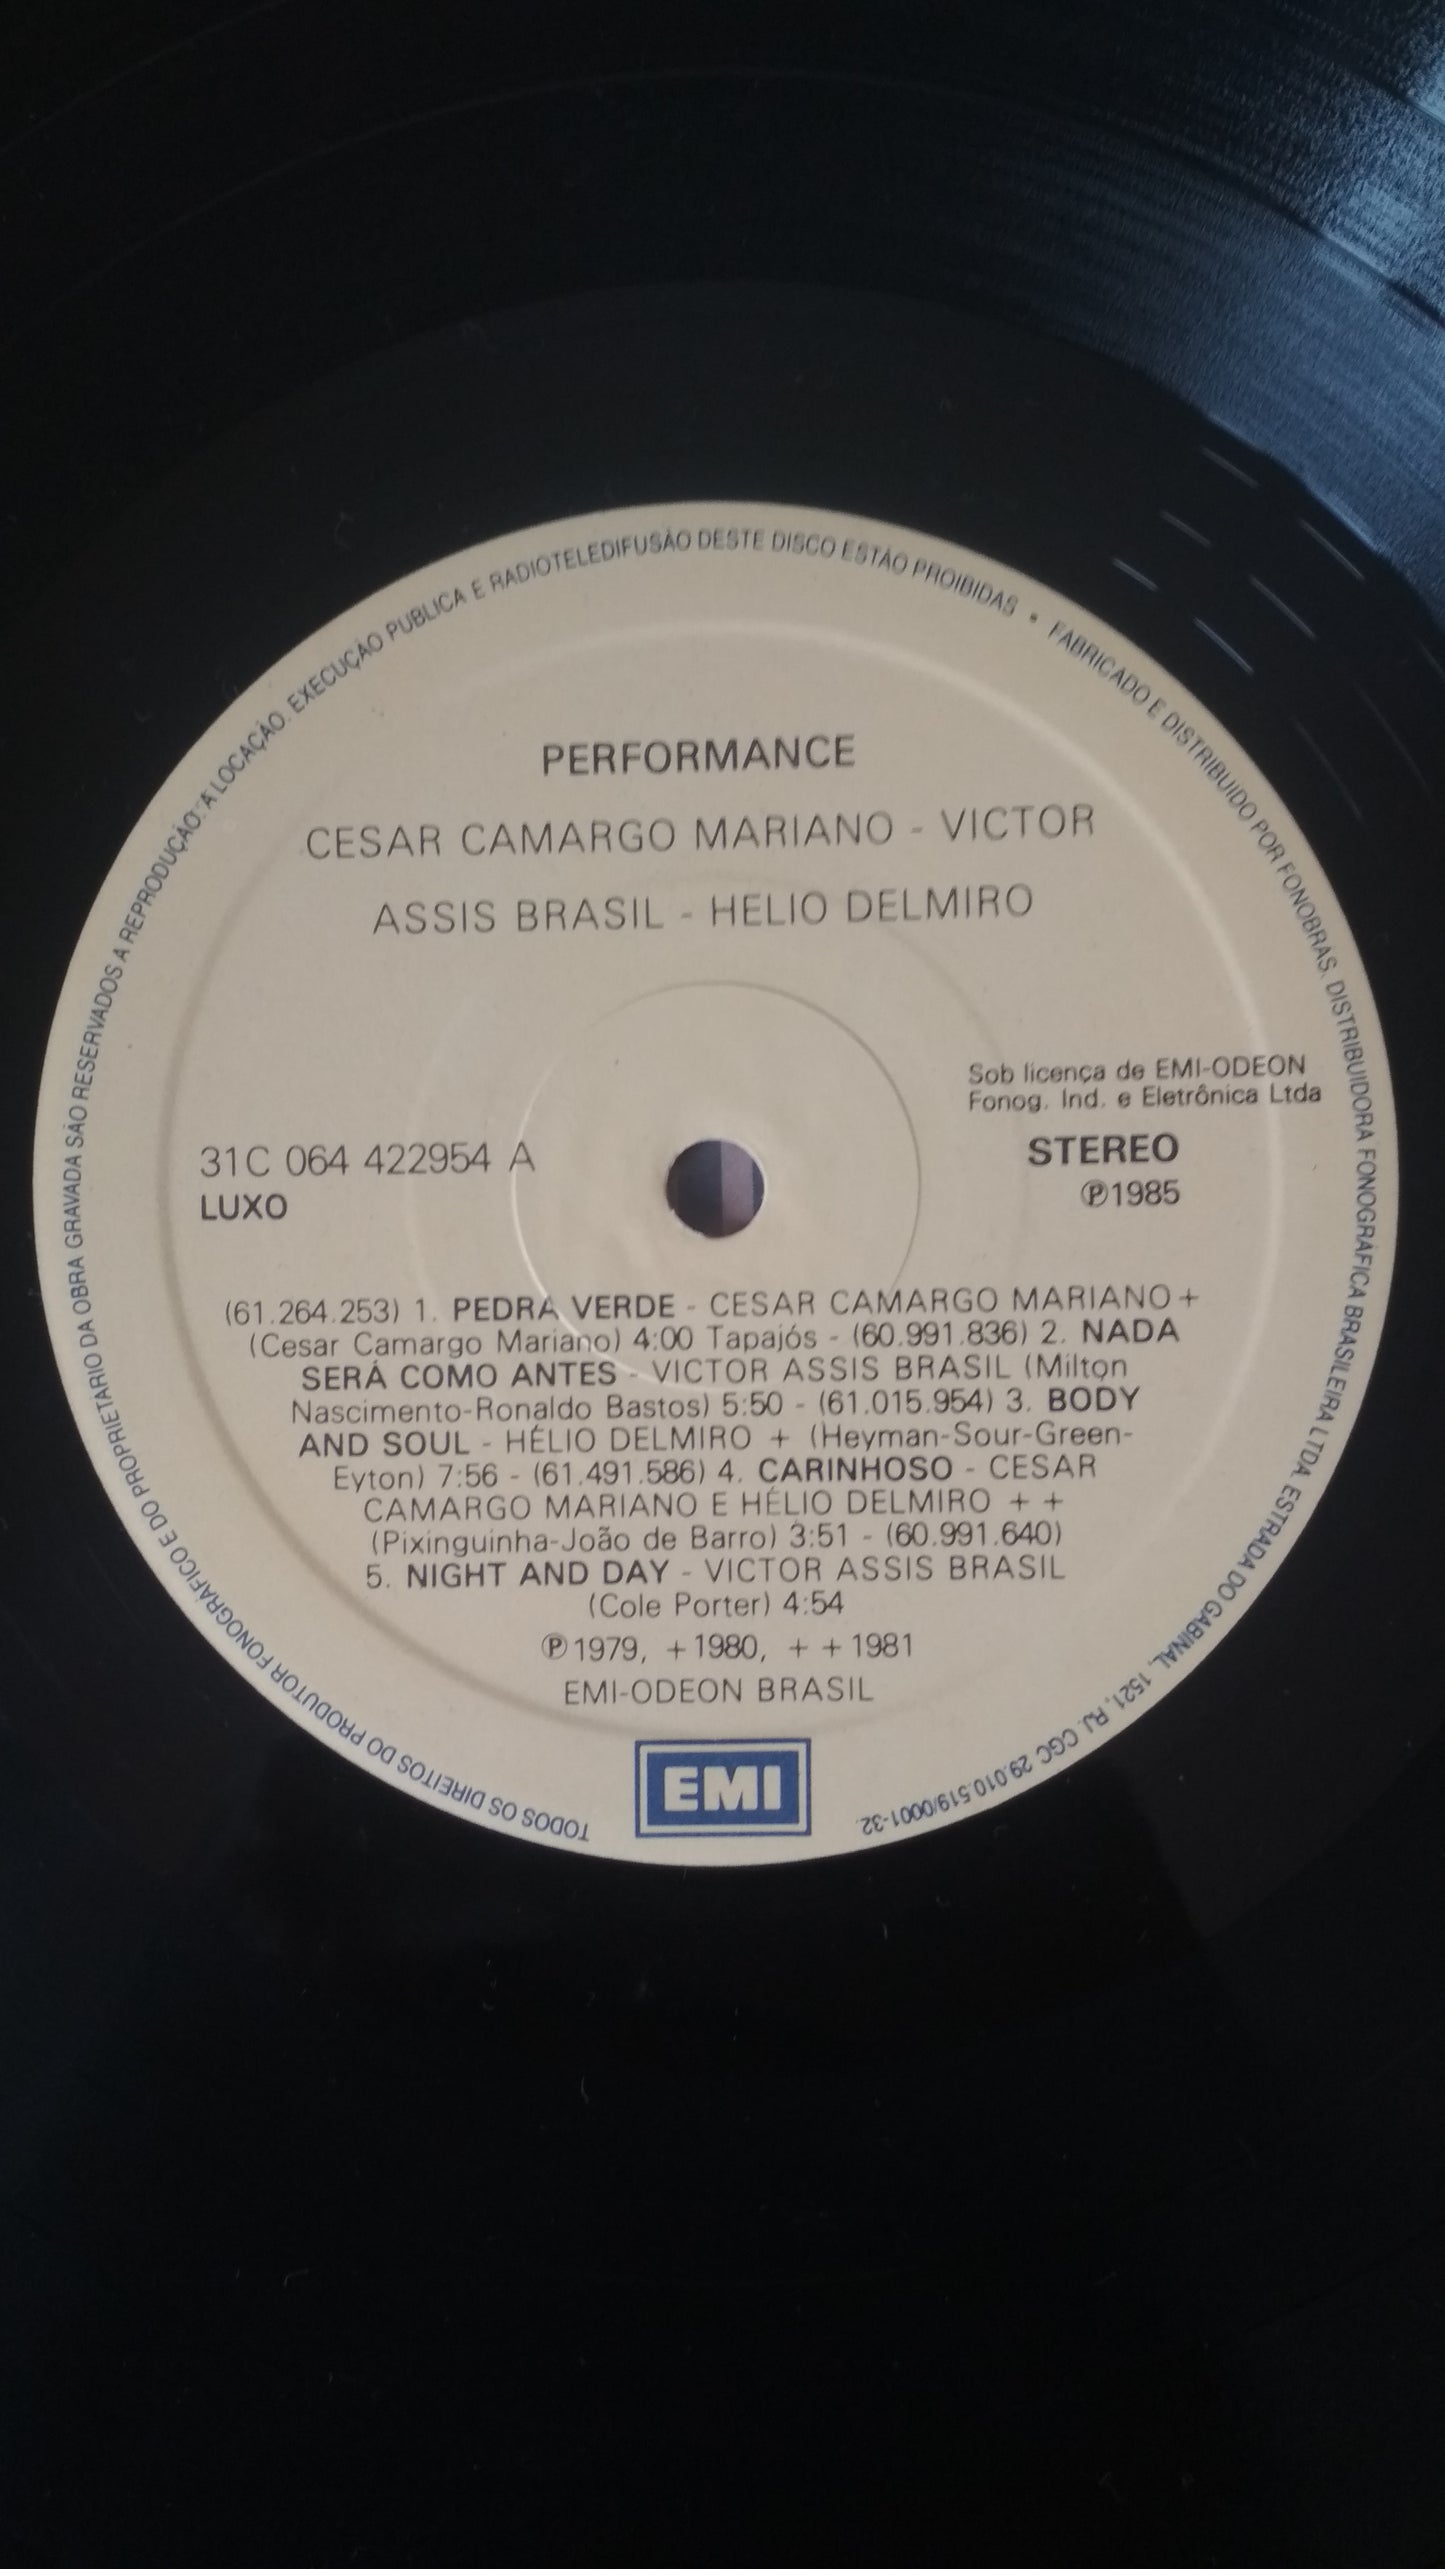 PERFORMANCE
CESAR CAMARGO MARIANO - VICTOR
ASSIS BRASIL - HELIO DELMIRO
Sob licença de EMI-ODEON
Fonog. Ind. e Eletrônica Ltda
31C 064 422954 A
LUXO
STEREO
℗1985
(61.264.253) 1. PEDRA VERDE - CESAR CAMARGO MARIANO +
(Cesar Camargo Mariano) 4:00 Tapajós - (60.991.836) 2. NADA
SERÁ COMO ANTES - VICTOR ASSIS BRASIL (Milton
Nascimento-Ronaldo Bastos) 5:50 - (61.015.954) 3. BODY
AND SOUL - HÉLIO DELMIRO + (Heyman-Sour-Green-
Eyton) 7:56 - (61.491.586) 4. CARINHOSO - CESAR
CAMARGO MARIANO E HÉLIO DELMIRO + +
(Pixinguinha-João de Barro) 3:51 - (60.991.640)
5. NIGHT AND DAY - VICTOR ASSIS BRASIL
(Cole Porter) 4:54
℗1979, +1980, + +1981
EMI-ODEON BRASIL
EMI
TODOS OS DIREITOS DO PRODUTOR FONOGRÁFICO E DO PROPRIETARIO DA OBRA GRAVADA SÃO RESERVADOS A REPRODUÇÃO. A LOCAÇÃO. EXECUÇÃO PUBLICA E RADIOTELEDIFUSÃO DESTE DISCO ESTÃO PROIBIDAS • FABRICADO E DISTRIBUIDO POR FONOBRAS, DISTRIBUIDORA FONOGRÁFICA BRASILEIRA LTDA. ESTRADA DO GABINAL, 1521, RJ. CGC 29.010.519/0001-32.